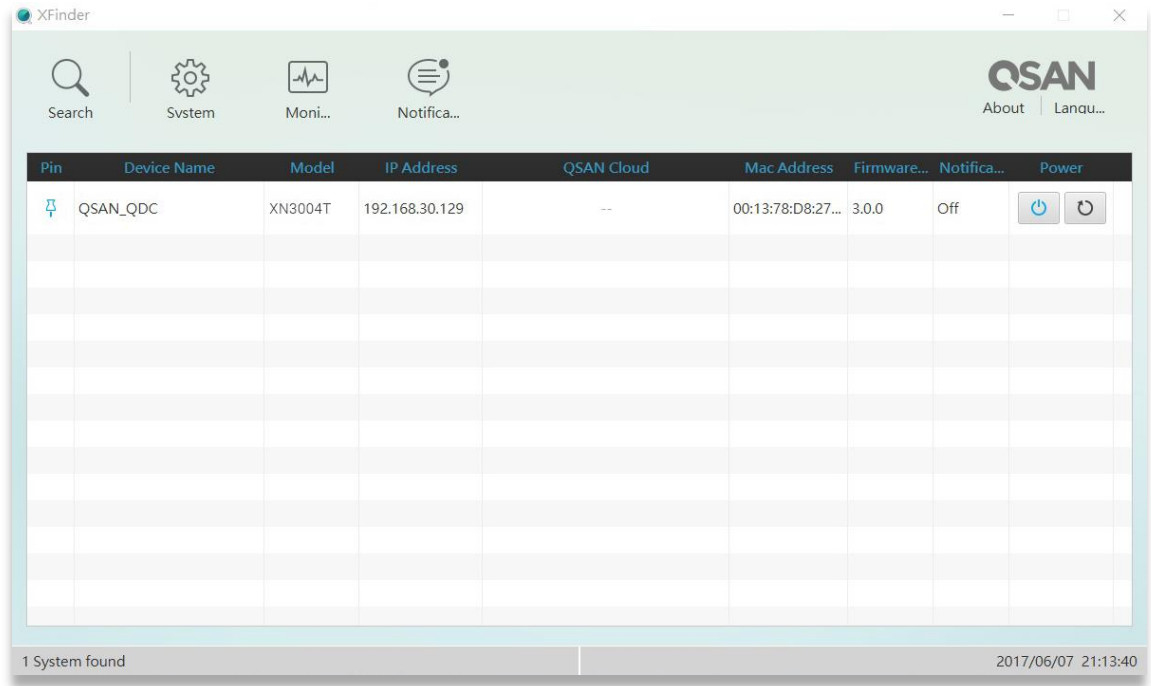 XFinder
Search System Moni... Notifica...
QSAN
About Langu...
Pin Device Name Model IP Address QSAN Cloud Mac Address Firmware... Notifica... Power
QSAN_QDC XN3004T 192.168.30.129 -- 00:13:78:D8:27... 3.0.0 Off
1 System found 2017/06/07 21:13:40